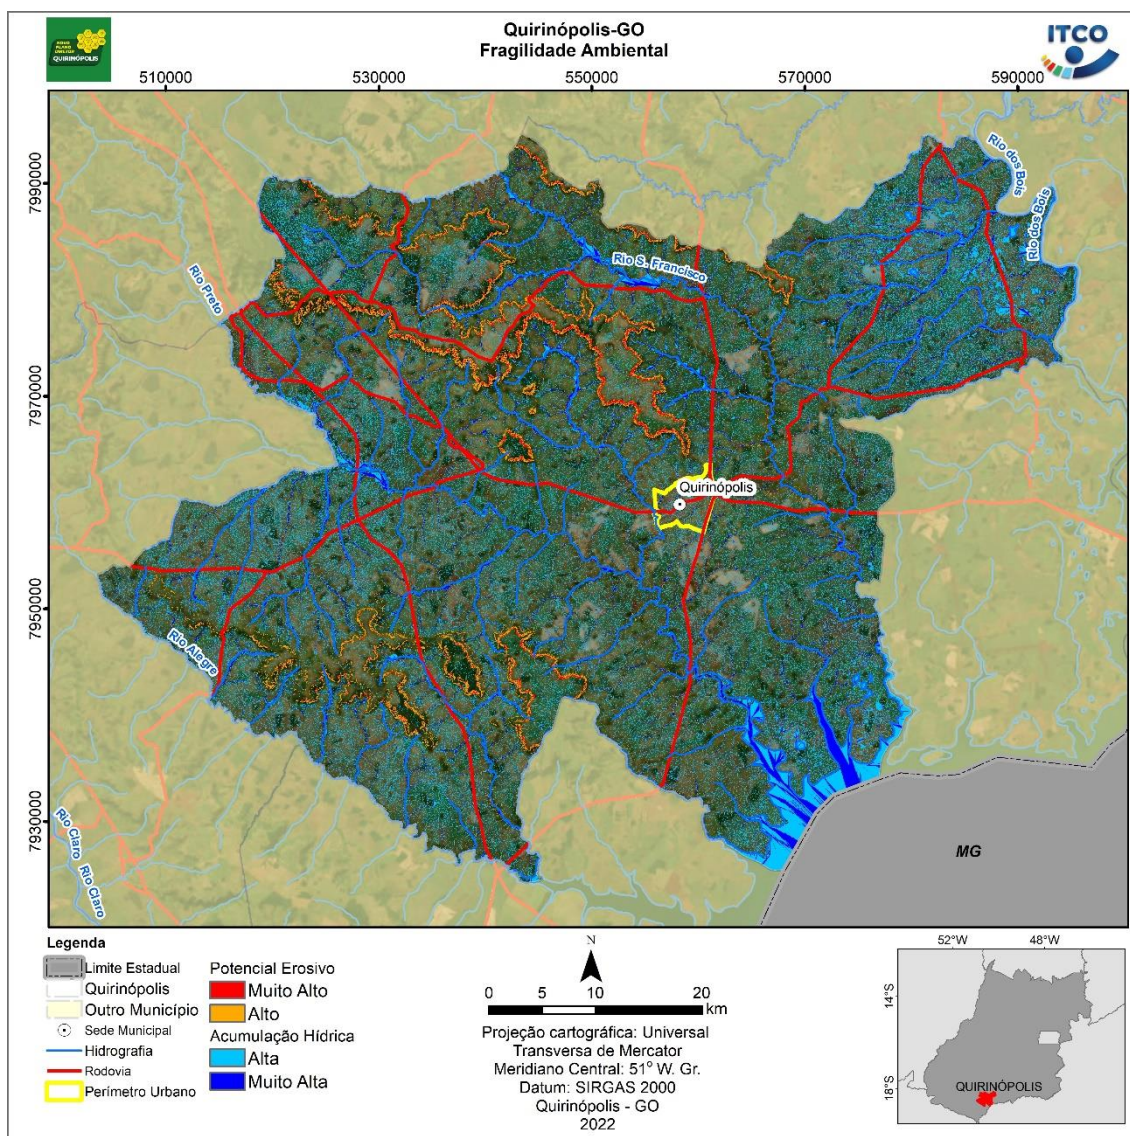 Quirinópolis-GO
Fragilidade Ambiental
QUIRINÓPOLIS
ITCO
510000
530000
550000
570000
590000
7990000
7970000
7950000
7930000
Rio dos Bois
Rio dos Bois
Rio S. Francisco
Rio Preto
Quirinópolis
Rio Alegre
Rio Claro
Rio Claro
MG
Legenda
Limite Estadual
Quirinópolis
Outro Município
Sede Municipal
Hidrografia
Rodovia
Perímetro Urbano
Potencial Erosivo
Muito Alto
Alto
Acumulação Hídrica
Alta
Muito Alta
N
0 5 10 20
km
Projeção cartográfica: Universal
Transversa de Mercator
Meridiano Central: 51° W. Gr.
Datum: SIRGAS 2000
Quirinópolis - GO
2022
52°W
48°W
14°S
18°S
QUIRINÓPOLIS